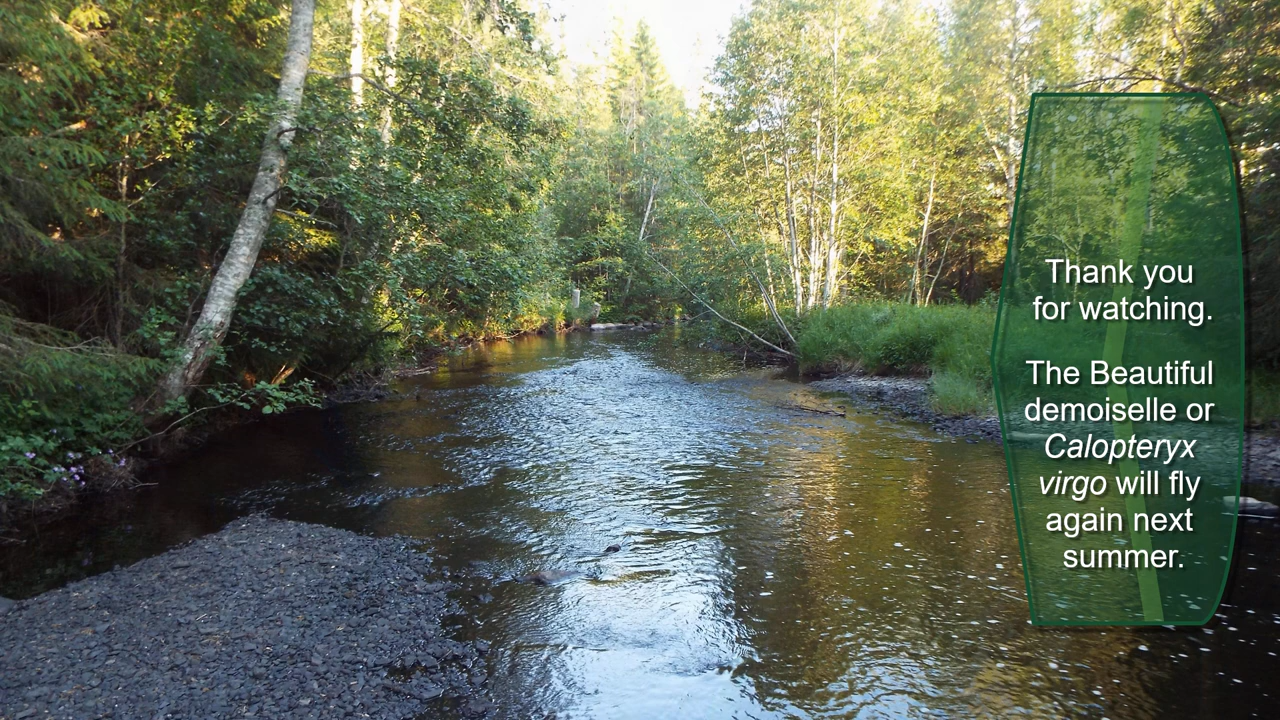 Thank you
for watching.
The Beautiful
demoiselle or
Calopteryx
virgo will fly
again next
summer.